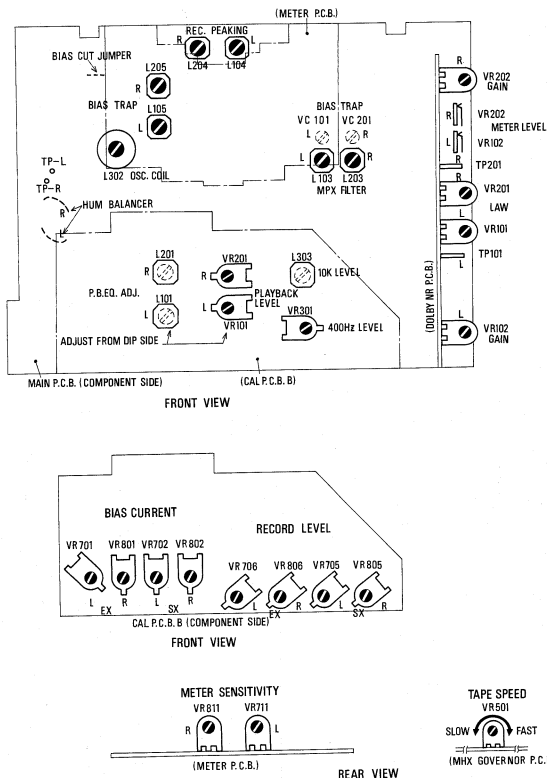 (METER P.C.B.)
REC. PEAKING
R L
L204 L104
BIAS CUT JUMPER
L205
R
BIAS TRAP
L105
L
L302 OSC. COIL
BIAS TRAP
VC 101 VC 201
L R
L R
L103 L203
MPX FILTER
TP-L
TP-R
R
HUM BALANCER
L
R
VR202
GAIN
R VR202
METER LEVEL
L VR102
R
TP201
R
VR201
LAW
L
VR101
TP101
L
(DOLBY NR P.C.B.)
L
VR102
GAIN
L201
R
VR201
R
L303
10K LEVEL
P.B.EQ. ADJ.
L101
L
L
PLAYBACK
LEVEL
VR101
VR301
400Hz LEVEL
ADJUST FROM DIP SIDE
MAIN P.C.B. (COMPONENT SIDE)
(CAL P.C.B. B)
FRONT VIEW
BIAS CURRENT
RECORD LEVEL
VR701 VR801 VR702 VR802
VR706 VR806 VR705 VR805
L R L R
EX SX
L R L R
EX SX
CAL P.C.B. B (COMPONENT SIDE)
FRONT VIEW
METER SENSITIVITY
VR811 VR711
R L
(METER P.C.B.)
REAR VIEW
TAPE SPEED
VR501
SLOW FAST
(MHX GOVERNOR P.C.